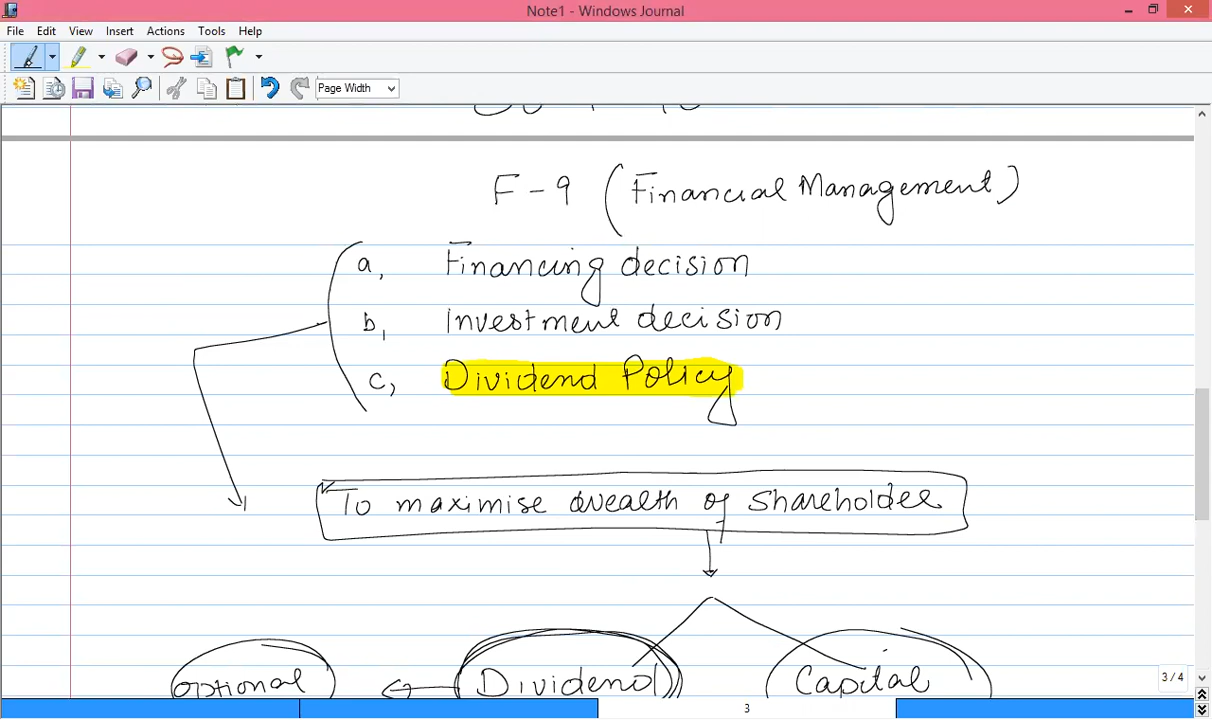 Note1 - Windows Journal
File Edit View Insert Actions Tools Help
Page Width
F - 9 (Financial Management)
a, Financing decision
b, Investment decision
c, Dividend Policy
To maximise wealth of shareholder
optional Dividend Capital
3 / 4
3